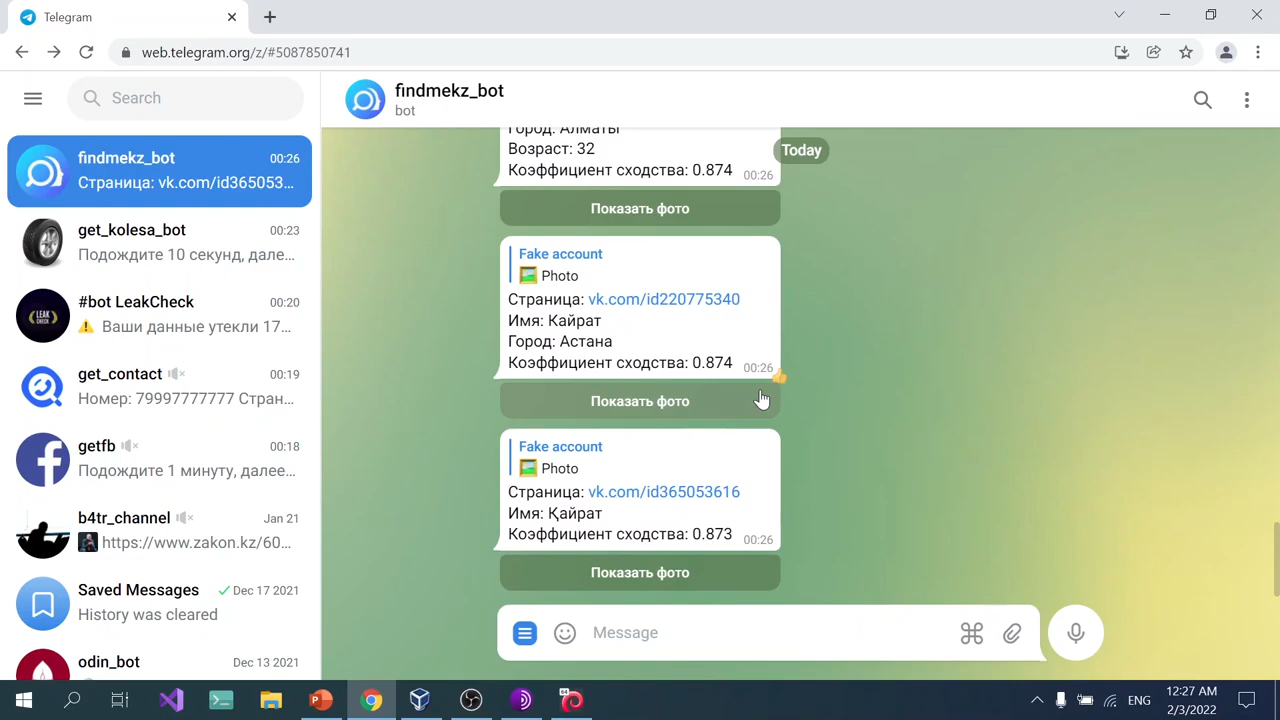 Telegram
web.telegram.org/z/#5087850741
Search
findmekz_bot
bot
findmekz_bot 00:26
Страница: vk.com/id365053...
get_kolesa_bot 00:23
Подождите 10 секунд, дале...
#bot LeakCheck 00:20
LEAK CHECK
⚠ Ваши данные утекли 17...
get_contact 00:19
Номер: 79997777777 Стран...
getfb 00:18
Подождите 1 минуту, далее...
b4tr_channel Jan 21
https://www.zakon.kz/60...
Saved Messages Dec 17 2021
History was cleared
odin_bot Dec 13 2021
Город: Алматы
Today
Возраст: 32
Коэффициент сходства: 0.874 00:26
Показать фото
Fake account
Photo
Страница: vk.com/id220775340
Имя: Кайрат
Город: Астана
Коэффициент сходства: 0.874 00:26
Показать фото
Fake account
Photo
Страница: vk.com/id365053616
Имя: Қайрат
Коэффициент сходства: 0.873 00:26
Показать фото
Message
64
ENG
12:27 AM
2/3/2022